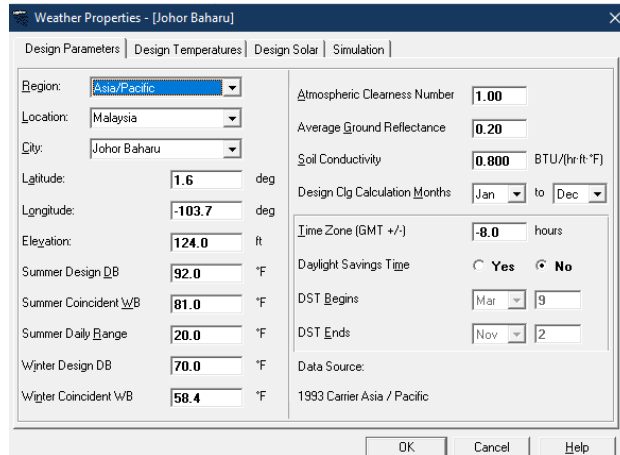 Weather Properties - [Johor Baharu]
Design Parameters Design Temperatures Design Solar Simulation
Region: Asia/Pacific
Location: Malaysia
City: Johor Baharu
Latitude: 1.6 deg
Longitude: -103.7 deg
Elevation: 124.0 ft
Summer Design DB 92.0 °F
Summer Coincident WB 81.0 °F
Summer Daily Range 20.0 °F
Winter Design DB 70.0 °F
Winter Coincident WB 58.4 °F
Atmospheric Clearness Number 1.00
Average Ground Reflectance 0.20
Soil Conductivity 0.800 BTU/(hr·ft·°F)
Design Clg Calculation Months Jan to Dec
Time Zone (GMT +/-) -8.0 hours
Daylight Savings Time Yes No
DST Begins Mar 9
DST Ends Nov 2
Data Source:
1993 Carrier Asia / Pacific
OK Cancel Help